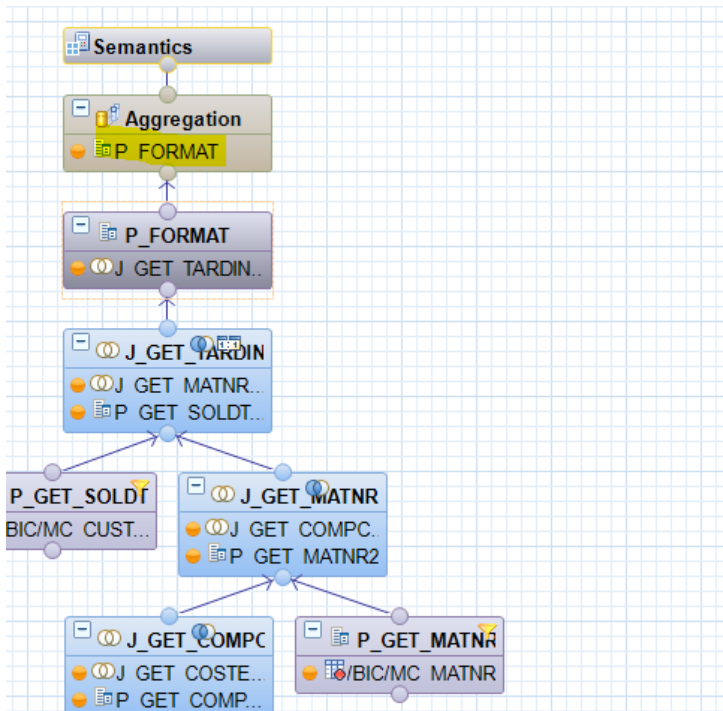 Semantics
Aggregation
P_FORMAT
P_FORMAT
J_GET_TARDIN...
J_GET_TARDIN
J_GET_MATNR...
P_GET_SOLDT...
P_GET_SOLDT
BIC/MC_CUST...
J_GET_MATNR
J_GET_COMPC...
P_GET_MATNR2
J_GET_COMPC
J_GET_COSTE...
P_GET_COMP...
P_GET_MATNR
/BIC/MC_MATNR